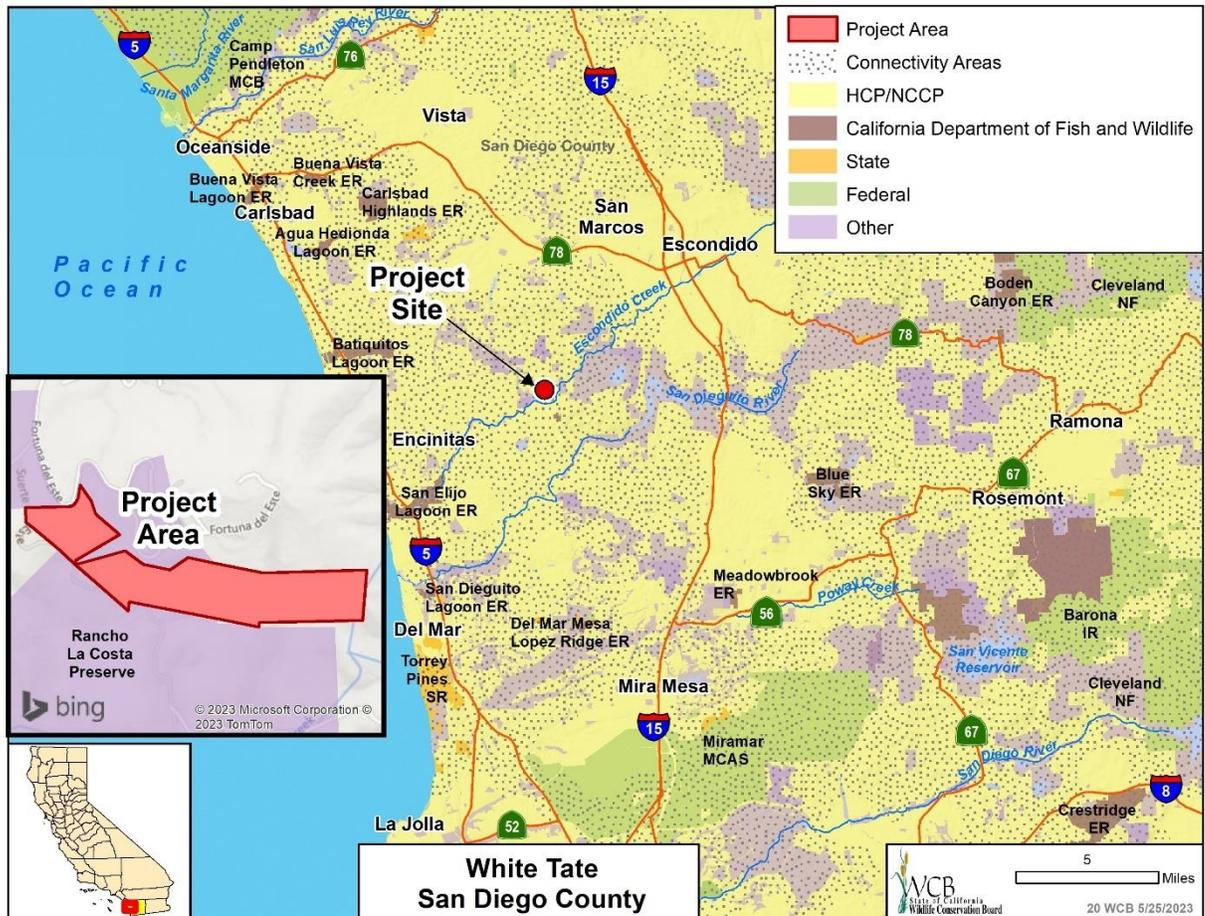 5
Santa Margarita River
Camp
Pendleton
MCB
San Luis Rey River
76
15
Project Area
Connectivity Areas
HCP/NCCP
California Department of Fish and Wildlife
State
Federal
Other
Vista
San Diego County
Oceanside
Buena Vista
Creek ER
Buena Vista
Lagoon ER
Carlsbad
Highlands ER
Carlsbad
Agua Hedionda
Lagoon ER
San
Marcos
Escondido
78
Pacific
Ocean
Project
Site
Escondido Creek
Boden
Canyon ER
Cleveland
NF
78
Batiquitos
Lagoon ER
San Dieguito River
Ramona
67
Rosemont
Encinitas
Blue
Sky ER
San Elijo
Lagoon ER
5
Fortuna del Este
Suerte
Este
Project
Area
Fortuna del Este
Rancho
La Costa
Preserve
bing
© 2023 Microsoft Corporation ©
2023 TomTom
San Dieguito
Lagoon ER
Meadowbrook
ER
56
Poway Creek
Barona
IR
Del Mar
Del Mar Mesa
Lopez Ridge ER
San Vicente
Reservoir
Torrey
Pines
SR
Mira Mesa
15
Cleveland
NF
Miramar
MCAS
67
San Diego River
8
Crestridge
ER
La Jolla
52
White Tate
San Diego County
WCB
State of California
Wildlife Conservation Board
5
Miles
20 WCB 5/25/2023